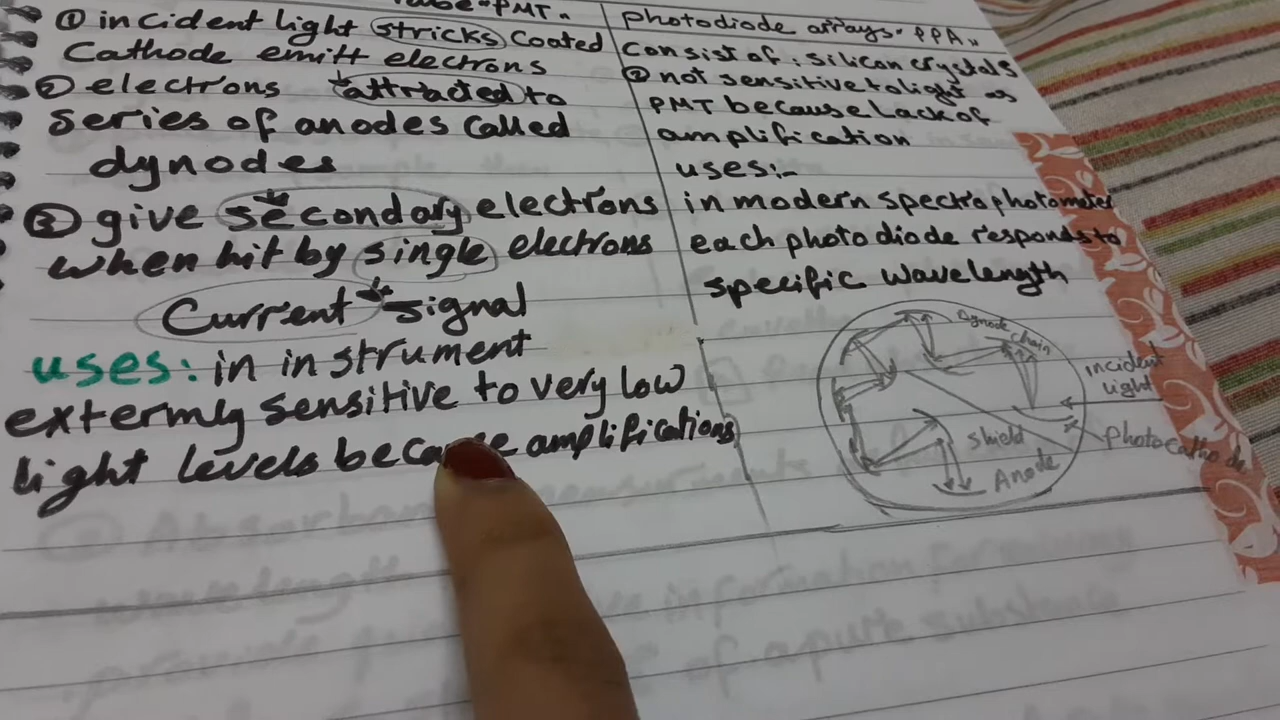 Tube "PMT"
① incident light stricks coated
Cathode emitt electrons
② electrons attracted to
series of anodes called
dynodes
③ give secondary electrons
when hit by single electrons
Current signal
uses: in instrument
extermly sensitive to very low
light levels because amplifications
photodiode arrays "PPA"
consist of: silicon crystals
② not sensitive to light as
PMT because Lack of
amplification
uses:-
in modern spectrophotometer
each photodiode responds to
specific wavelength
Dynode chain
incident
light
photocathode
shield
Anode